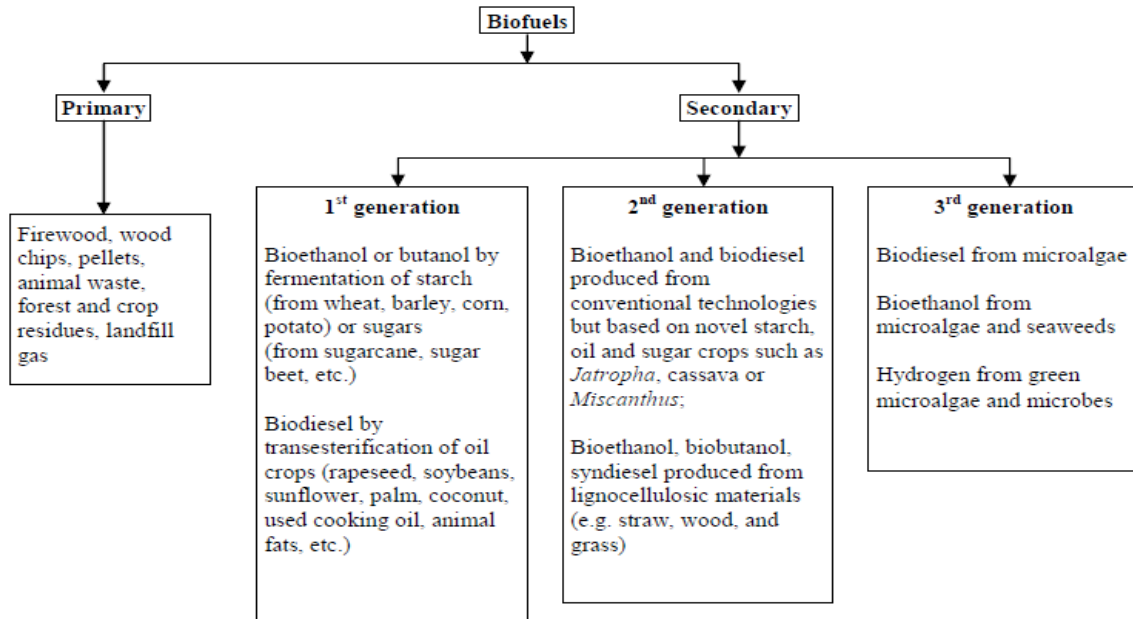 Biofuels
Primary
Secondary
Firewood, wood
chips, pellets,
animal waste,
forest and crop
residues, landfill
gas
1st generation
Bioethanol or butanol by
fermentation of starch
(from wheat, barley, corn,
potato) or sugars
(from sugarcane, sugar
beet, etc.)
Biodiesel by
transesterification of oil
crops (rapeseed, soybeans,
sunflower, palm, coconut,
used cooking oil, animal
fats, etc.)
2nd generation
Bioethanol and biodiesel
produced from
conventional technologies
but based on novel starch,
oil and sugar crops such as
Jatropha, cassava or
Miscanthus;
Bioethanol, biobutanol,
syndiesel produced from
lignocellulosic materials
(e.g. straw, wood, and
grass)
3rd generation
Biodiesel from microalgae
Bioethanol from
microalgae and seaweeds
Hydrogen from green
microalgae and microbes